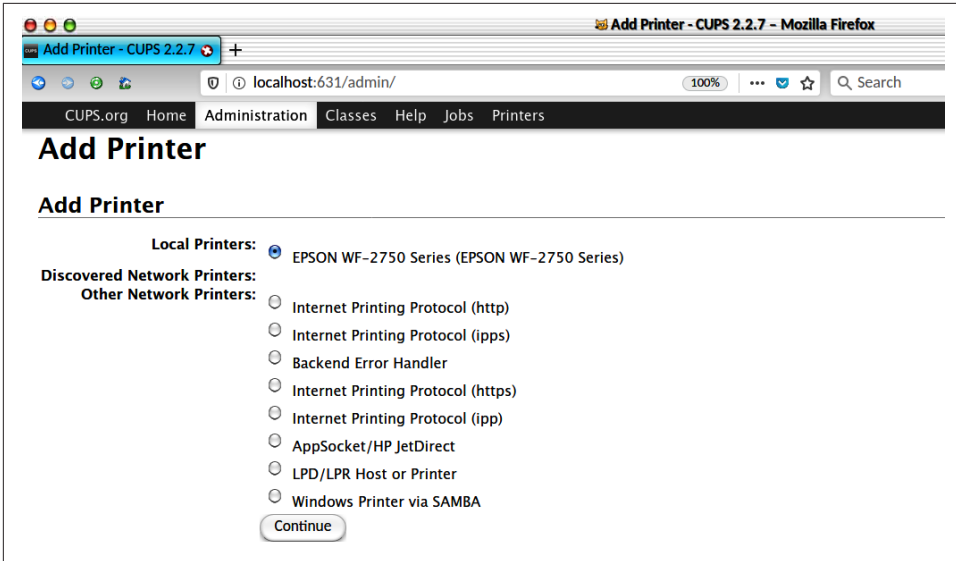 Add Printer - CUPS 2.2.7 - Mozilla Firefox
CUPS Add Printer - CUPS 2.2.7 +
localhost:631/admin/ 100% ••• Search
CUPS.org Home Administration Classes Help Jobs Printers
Add Printer
Add Printer
Local Printers: EPSON WF-2750 Series (EPSON WF-2750 Series)
Discovered Network Printers:
Other Network Printers:
Internet Printing Protocol (http)
Internet Printing Protocol (ipps)
Backend Error Handler
Internet Printing Protocol (https)
Internet Printing Protocol (ipp)
AppSocket/HP JetDirect
LPD/LPR Host or Printer
Windows Printer via SAMBA
Continue